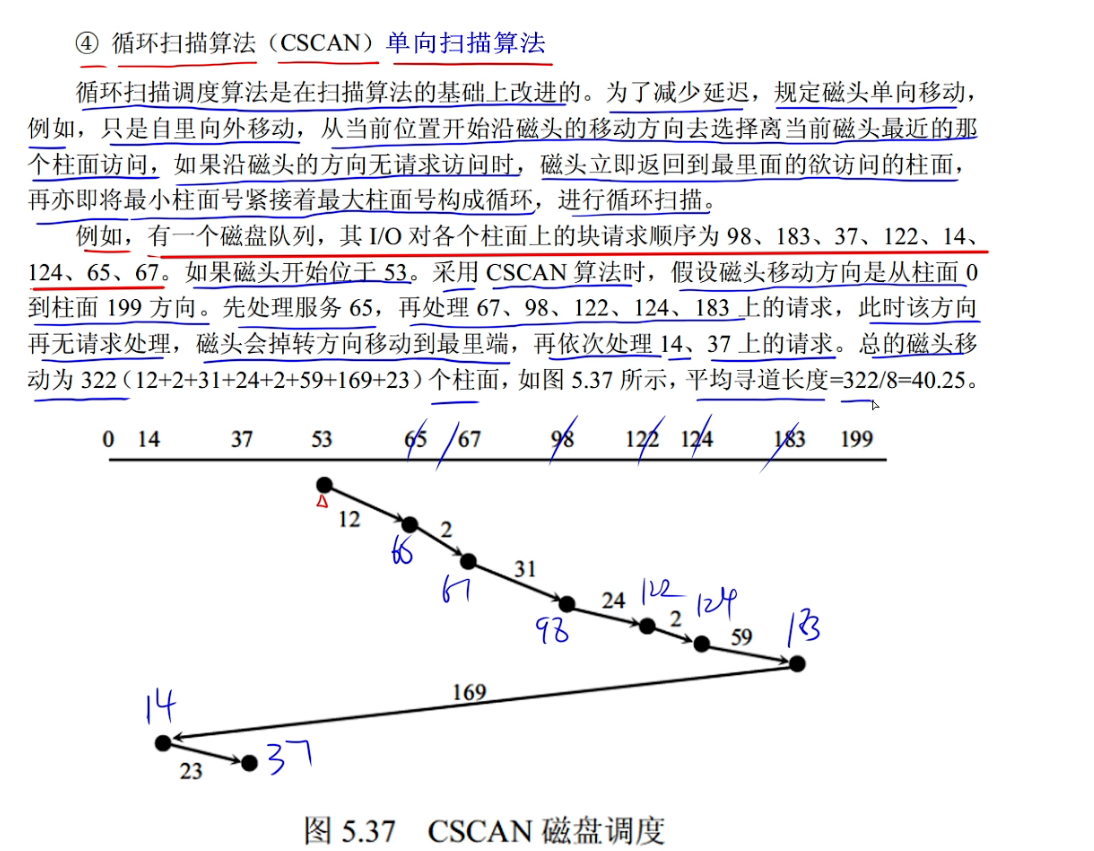 ④ 循环扫描算法（CSCAN）单向扫描算法
循环扫描调度算法是在扫描算法的基础上改进的。为了减少延迟，规定磁头单向移动，
例如，只是自里向外移动，从当前位置开始沿磁头的移动方向去选择离当前磁头最近的那
个柱面访问，如果沿磁头的方向无请求访问时，磁头立即返回到最里面的欲访问的柱面，
再亦即将最小柱面号紧接着最大柱面号构成循环，进行循环扫描。
例如，有一个磁盘队列，其 I/O 对各个柱面上的块请求顺序为 98、183、37、122、14、
124、65、67。如果磁头开始位于 53。采用 CSCAN 算法时，假设磁头移动方向是从柱面 0
到柱面 199 方向。先处理服务 65，再处理 67、98、122、124、183 上的请求，此时该方向
再无请求处理，磁头会掉转方向移动到最里端，再依次处理 14、37 上的请求。总的磁头移
动为 322（12+2+31+24+2+59+169+23）个柱面，如图 5.37 所示，平均寻道长度=322/8=40.25。
0 14 37 53 65 67 98 122 124 183 199
12
65
2
67
31
98
24
122
2
124
59
183
169
14
23
37
图 5.37 CSCAN 磁盘调度